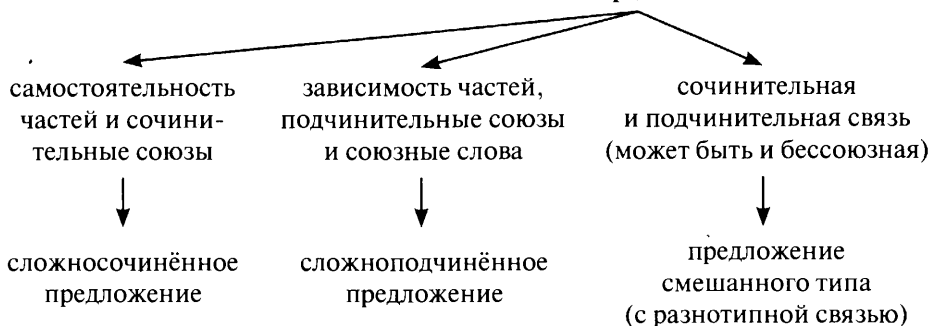 самостоятельность
частей и сочини-
тельные союзы
зависимость частей,
подчинительные союзы
и союзные слова
сочинительная
и подчинительная связь
(может быть и бессоюзная)
сложносочинённое
предложение
сложноподчинённое
предложение
предложение
смешанного типа
(с разнотипной связью)